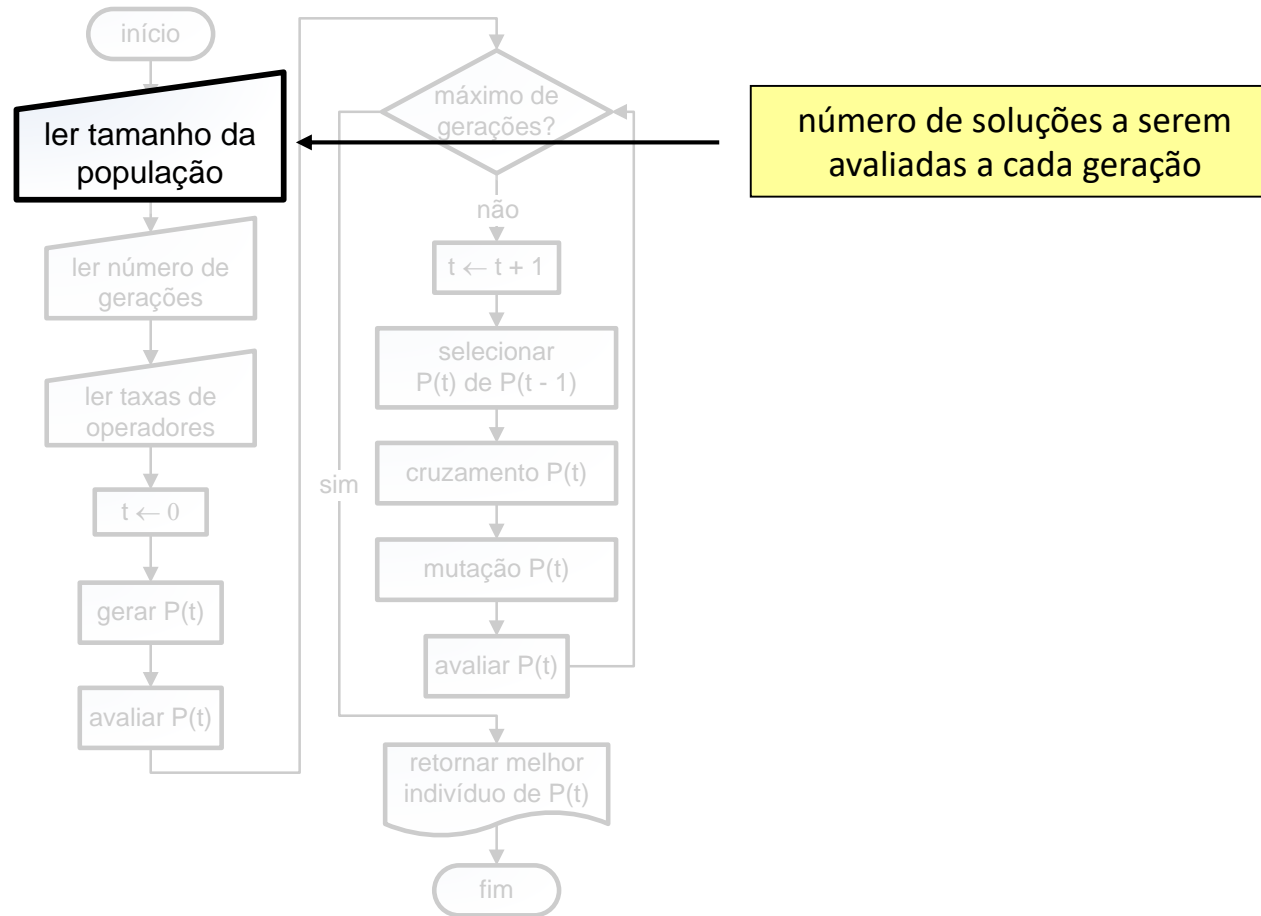 início
ler tamanho da
população
ler número de
gerações
ler taxas de
operadores
t ← 0
gerar P(t)
avaliar P(t)
máximo de
gerações?
não
sim
t ← t + 1
selecionar
P(t) de P(t - 1)
cruzamento P(t)
mutação P(t)
avaliar P(t)
retornar melhor
indivíduo de P(t)
fim
número de soluções a serem
avaliadas a cada geração